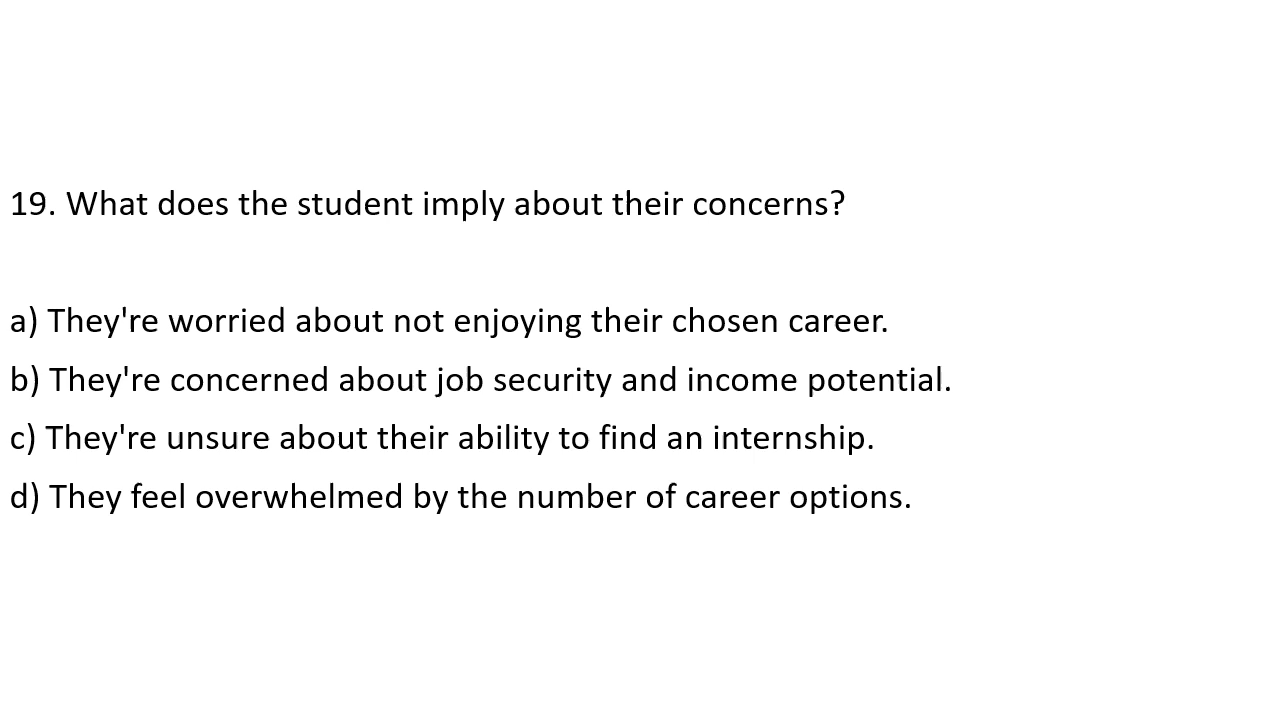 19. What does the student imply about their concerns?
a) They're worried about not enjoying their chosen career.
b) They're concerned about job security and income potential.
c) They're unsure about their ability to find an internship.
d) They feel overwhelmed by the number of career options.